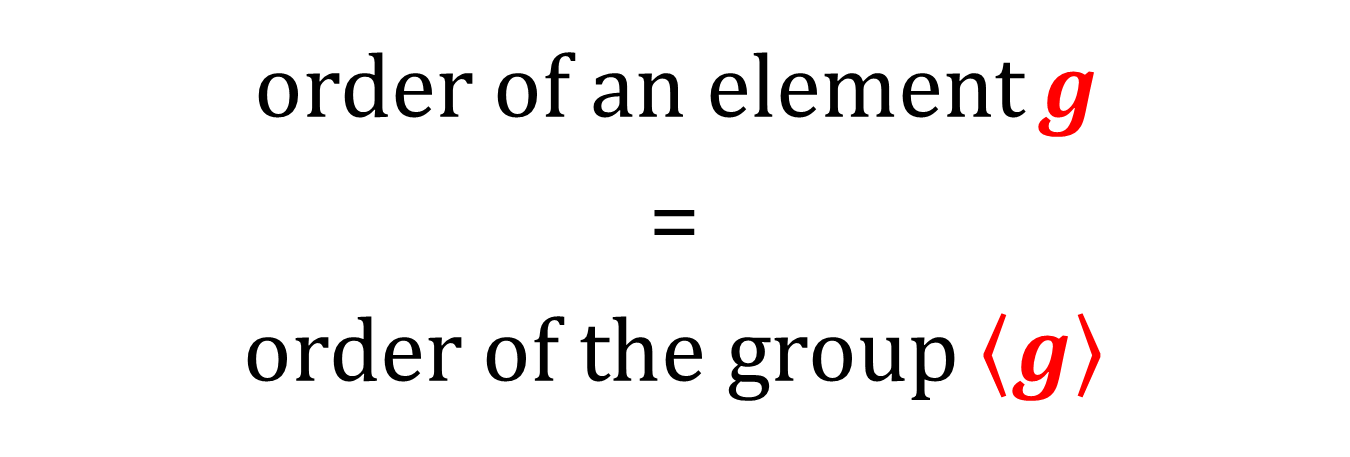 order of an element g
=
order of the group ⟨g⟩